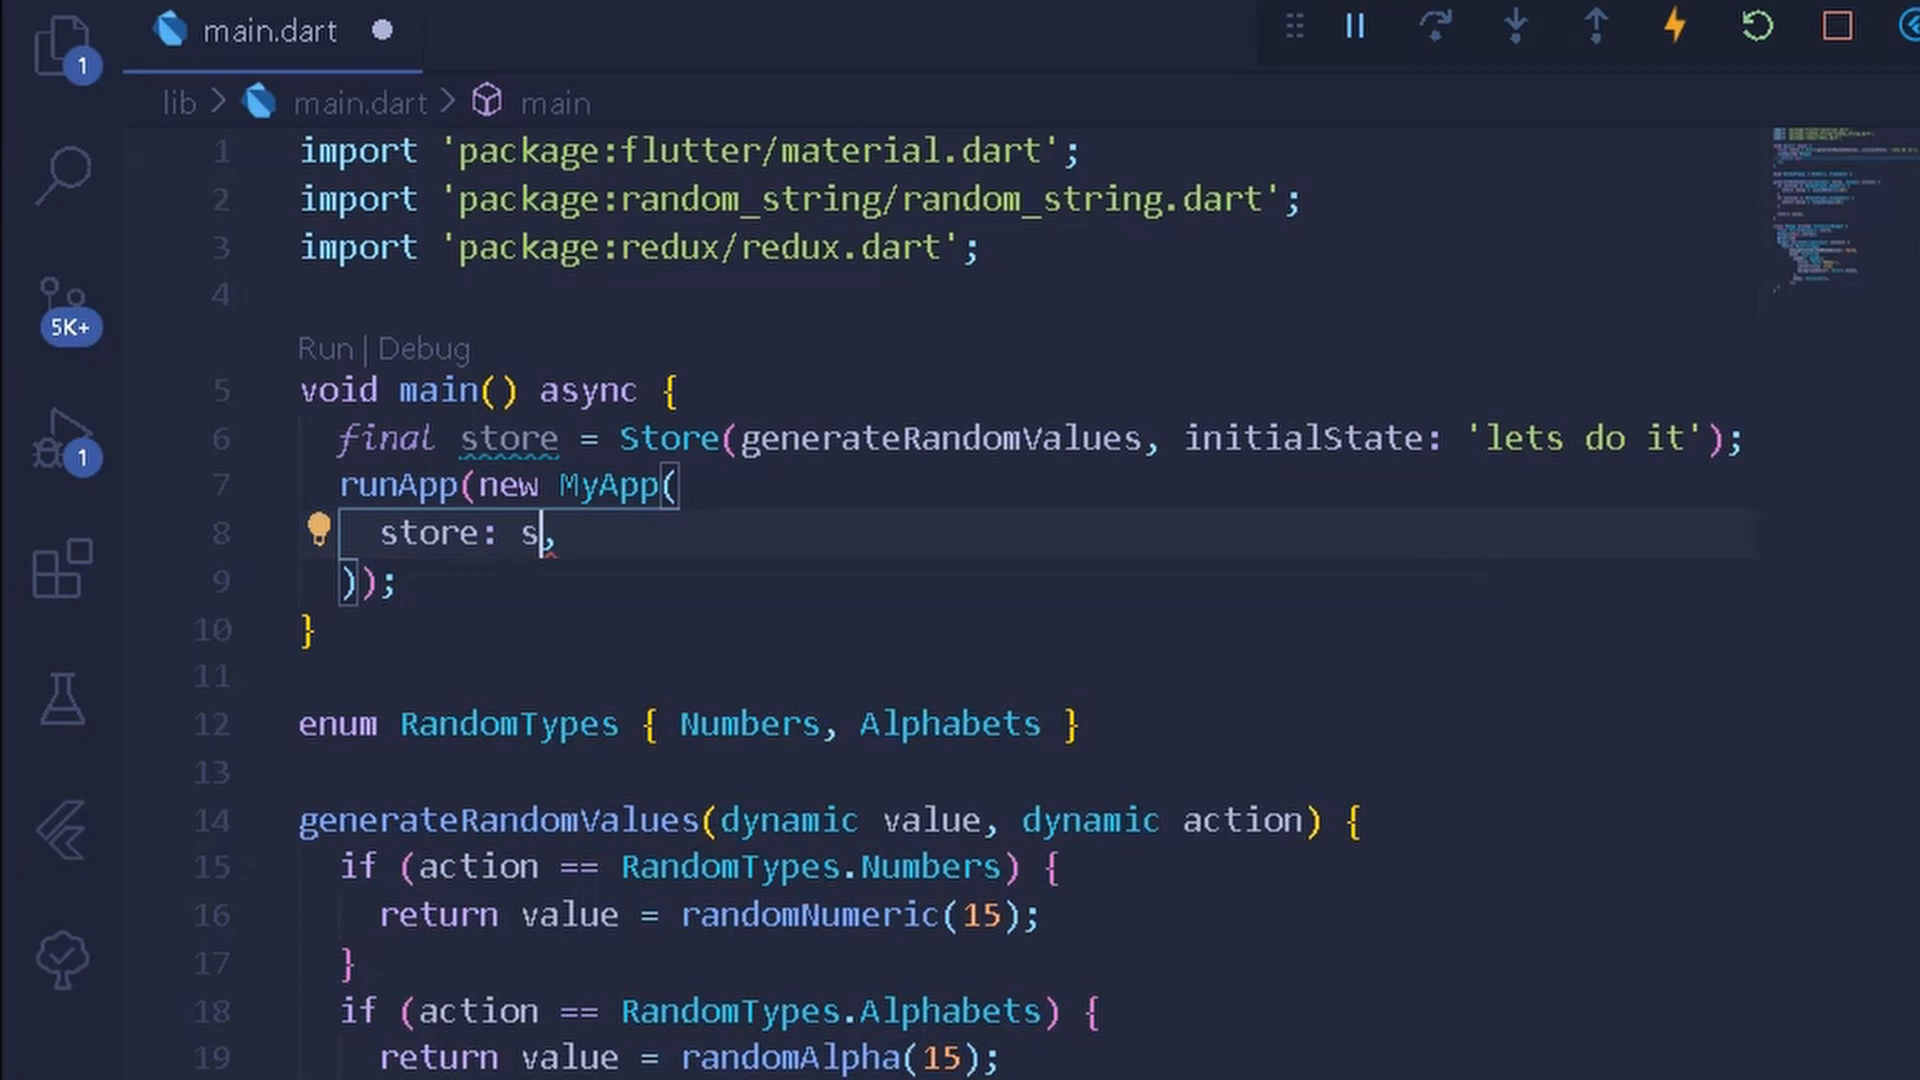 main.dart
1
lib > main.dart > main
1 import 'package:flutter/material.dart';
2 import 'package:random_string/random_string.dart';
3 import 'package:redux/redux.dart';
4
5K+
Run | Debug
5 void main() async {
6 final store = Store(generateRandomValues, initialState: 'lets do it');
1
7 runApp(new MyApp(
8 store: s,
9 ));
10 }
11
12 enum RandomTypes { Numbers, Alphabets }
13
14 generateRandomValues(dynamic value, dynamic action) {
15 if (action == RandomTypes.Numbers) {
16 return value = randomNumeric(15);
17 }
18 if (action == RandomTypes.Alphabets) {
19 return value = randomAlpha(15);